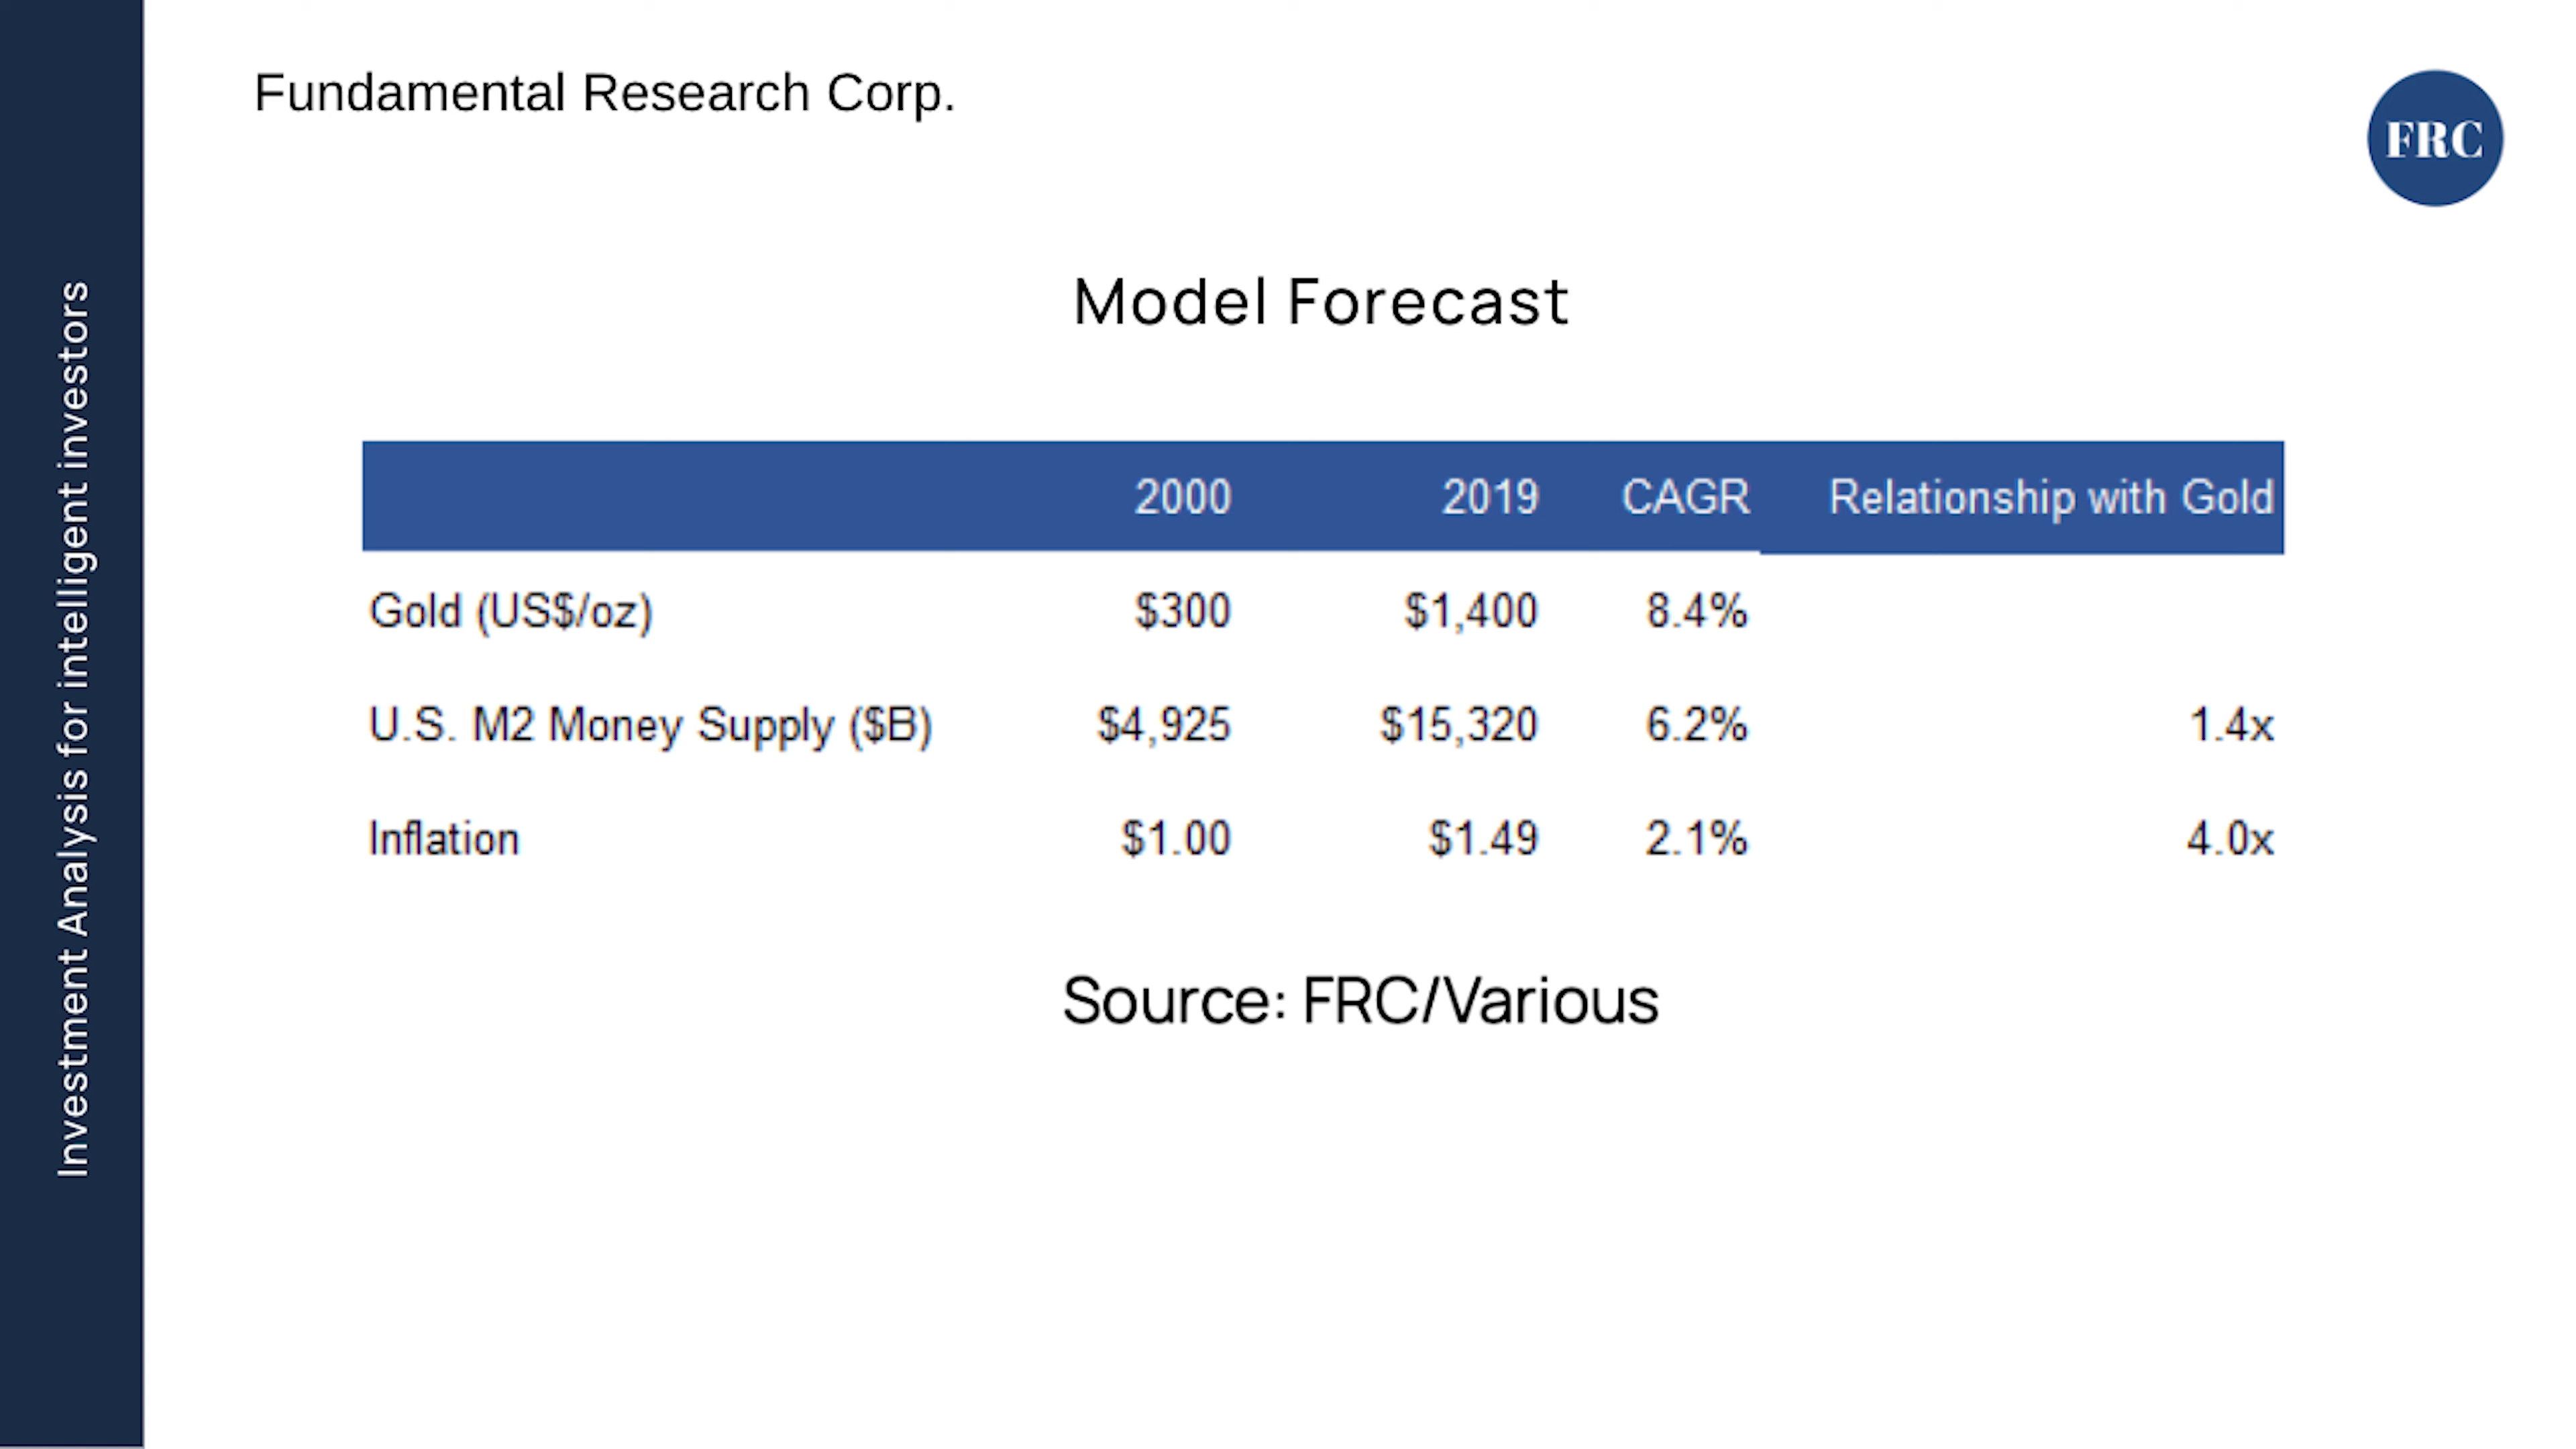 Fundamental Research Corp.
FRC
Investment Analysis for intelligent investors
Model Forecast
2000 2019 CAGR Relationship with Gold
Gold (US$/oz) $300 $1,400 8.4%
U.S. M2 Money Supply ($B) $4,925 $15,320 6.2% 1.4x
Inflation $1.00 $1.49 2.1% 4.0x
Source: FRC/Various